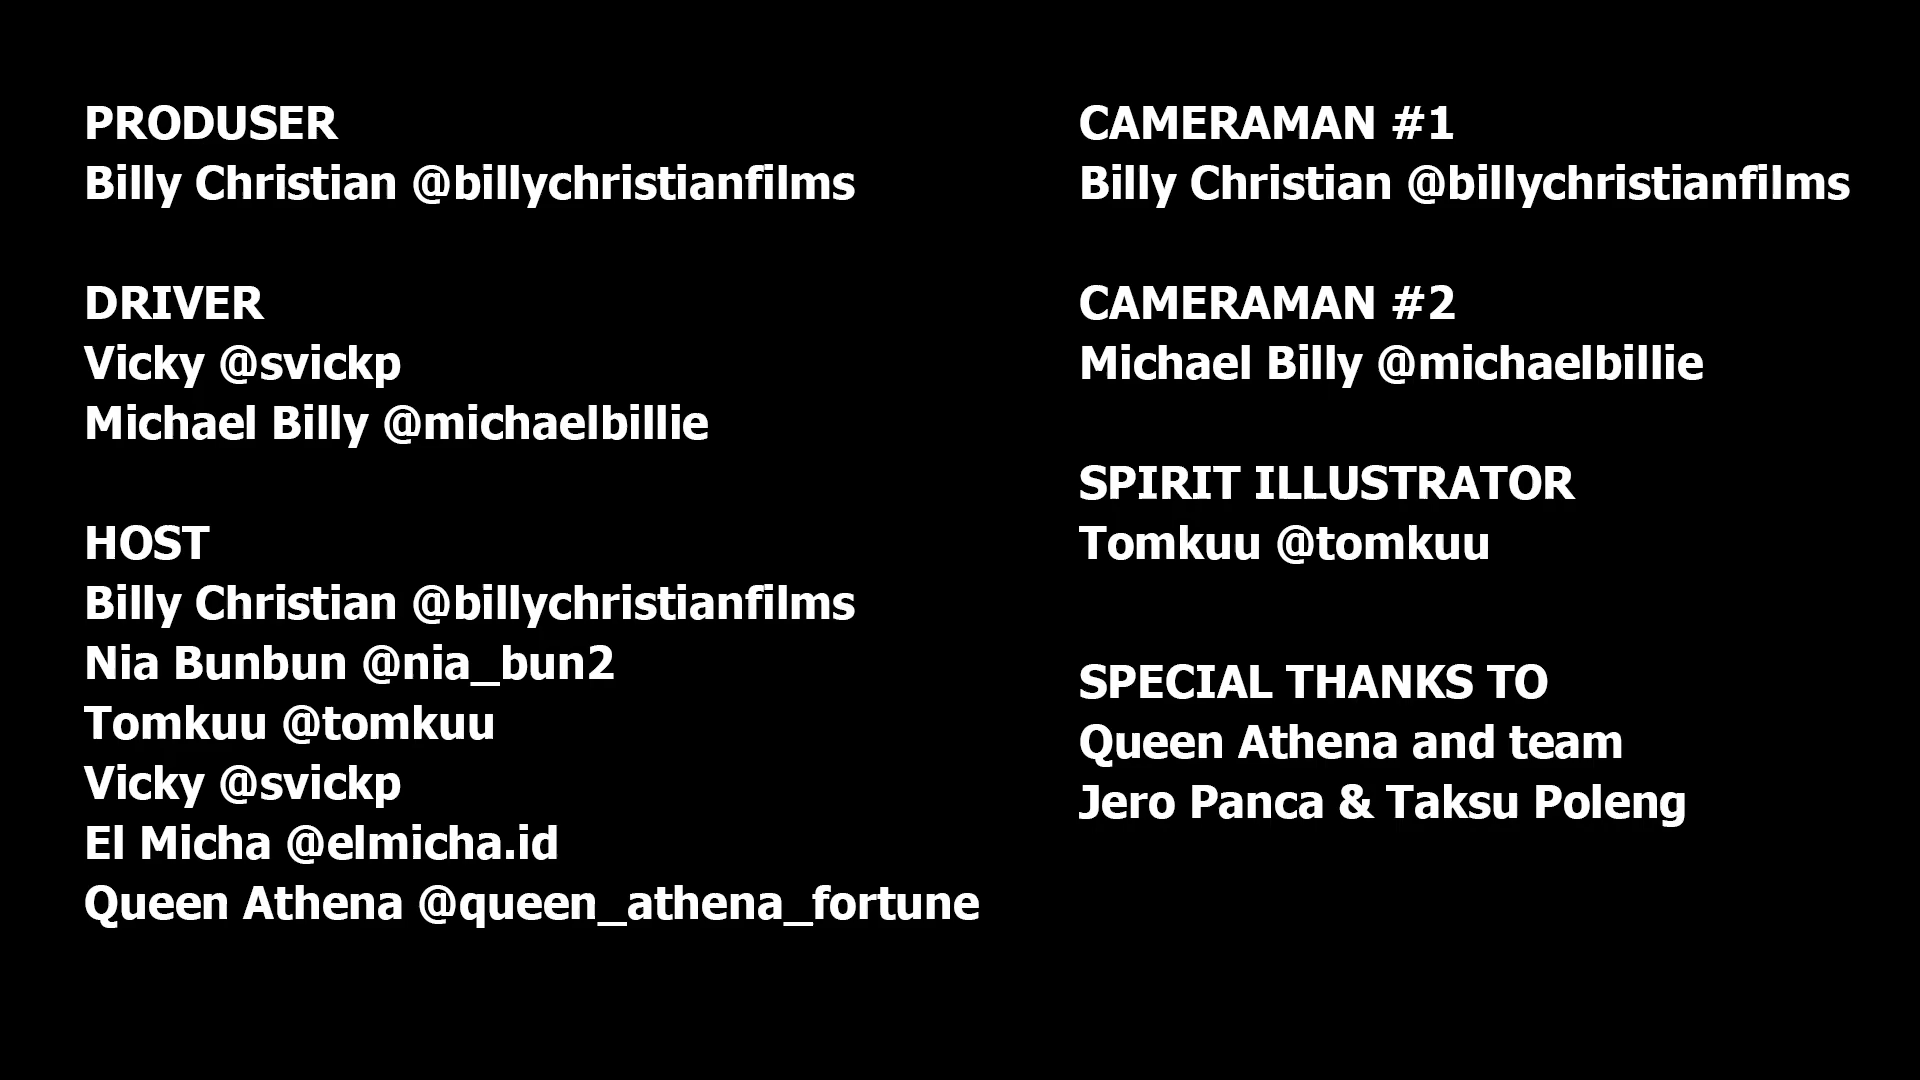 PRODUSER
Billy Christian @billychristianfilms
DRIVER
Vicky @svickp
Michael Billy @michaelbillie
HOST
Billy Christian @billychristianfilms
Nia Bunbun @nia_bun2
Tomkuu @tomkuu
Vicky @svickp
El Micha @elmicha.id
Queen Athena @queen_athena_fortune
CAMERAMAN #1
Billy Christian @billychristianfilms
CAMERAMAN #2
Michael Billy @michaelbillie
SPIRIT ILLUSTRATOR
Tomkuu @tomkuu
SPECIAL THANKS TO
Queen Athena and team
Jero Panca & Taksu Poleng